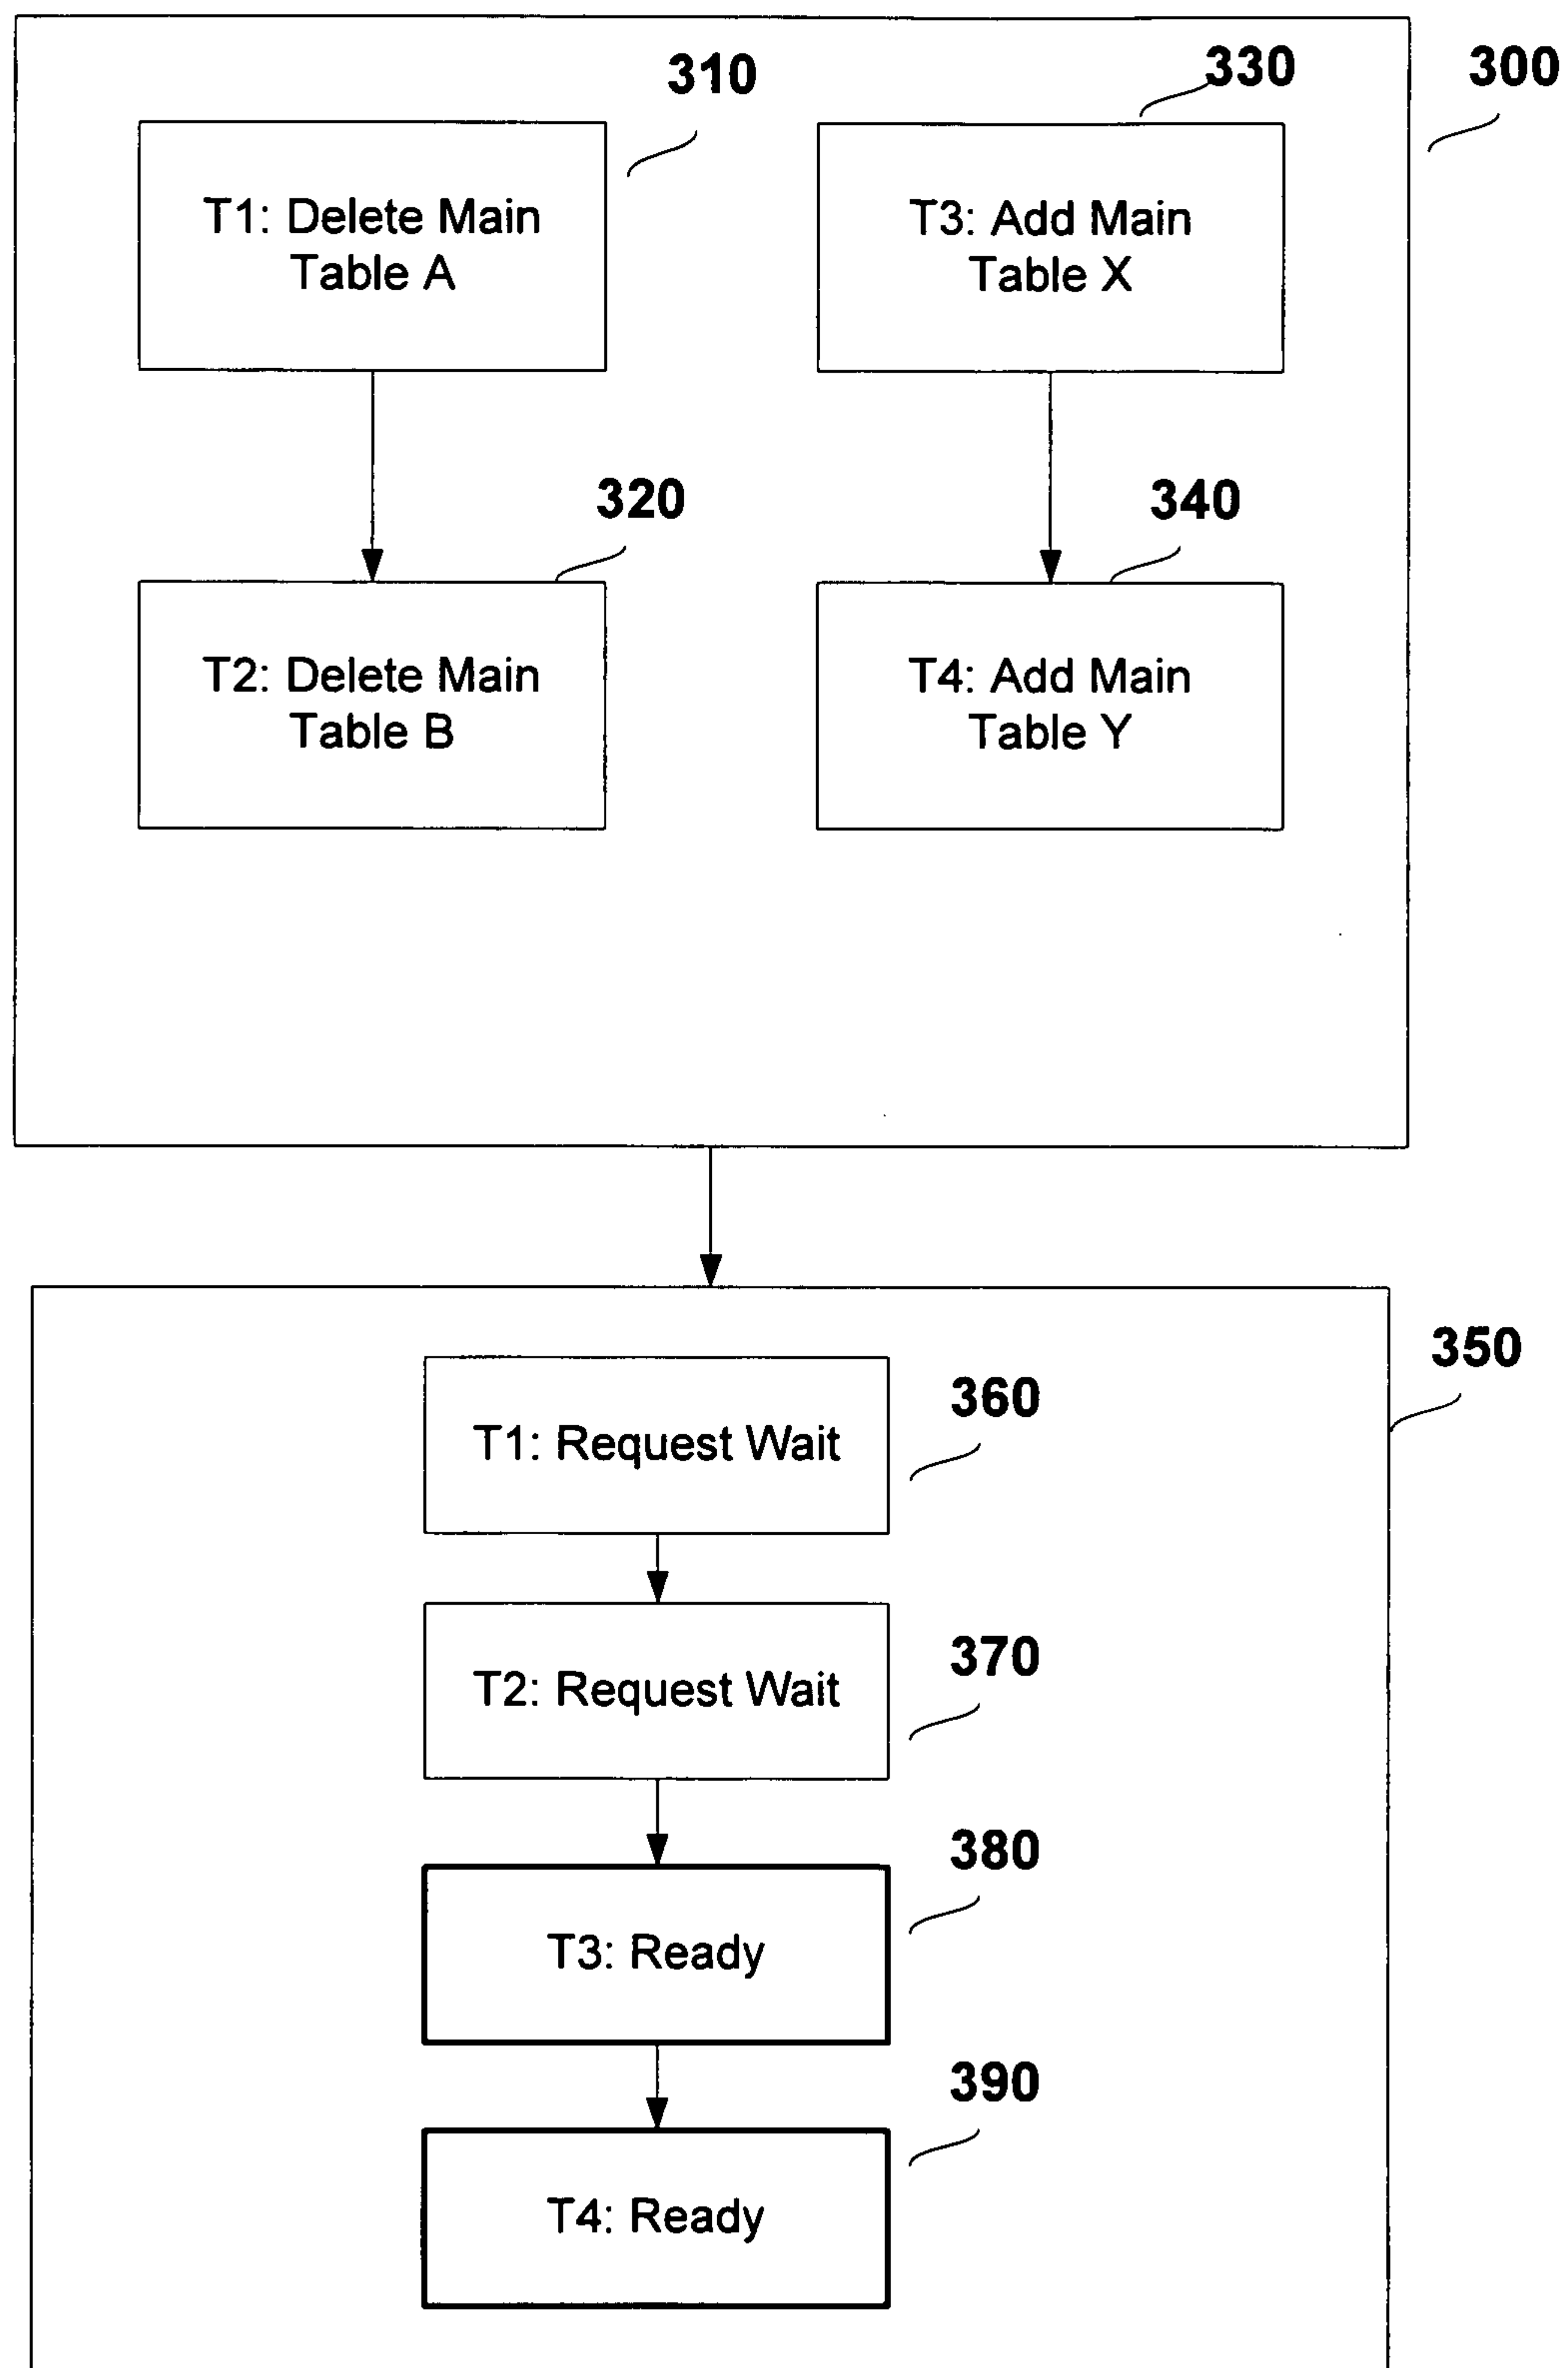 310
330
300
T1: Delete Main
Table A
T3: Add Main
Table X
320
340
T2: Delete Main
Table B
T4: Add Main
Table Y
350
360
T1: Request Wait
370
T2: Request Wait
380
T3: Ready
390
T4: Ready